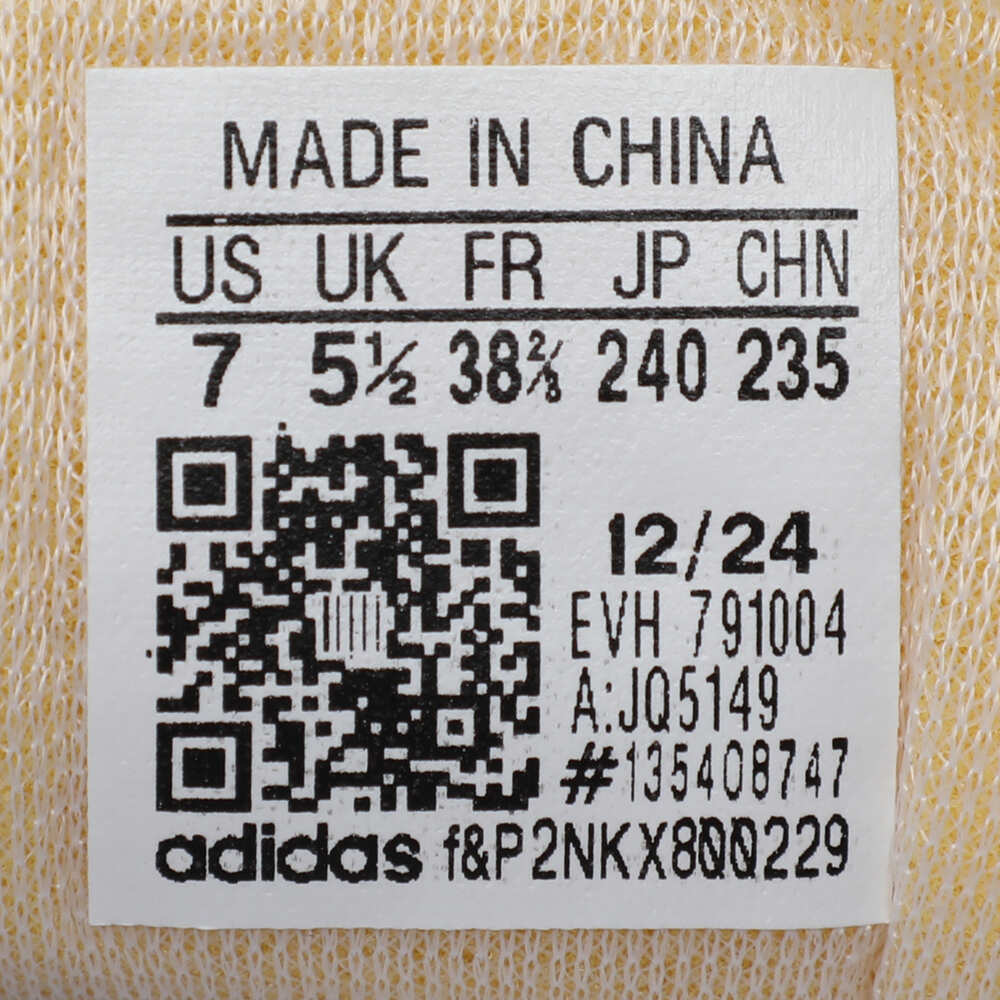 MADE IN CHINA
US UK FR JP CHN
7 5½ 38⅔ 240 235
12/24
EVH 791004
A:JQ5149
#135408747
adidas f&P2NKX800229